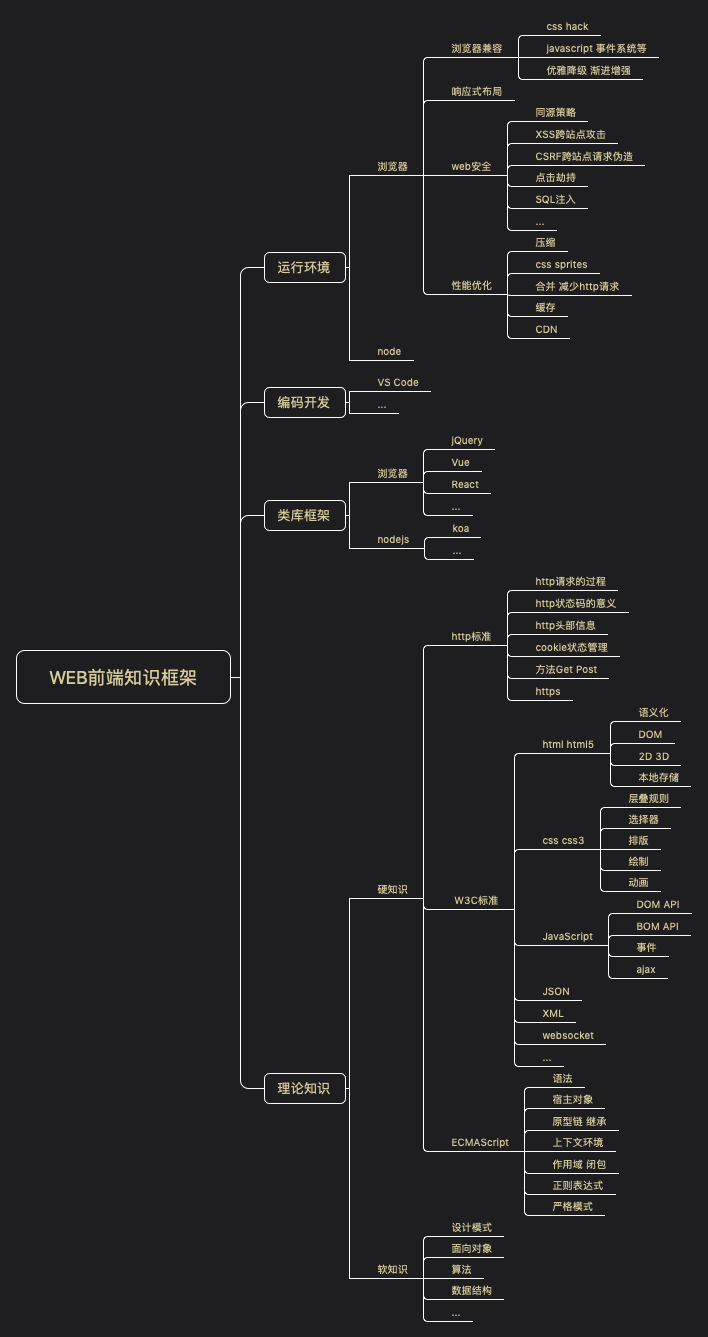 css hack
浏览器兼容
javascript 事件系统等
优雅降级 渐进增强
响应式布局
同源策略
XSS跨站点攻击
CSRF跨站点请求伪造
浏览器
web安全
点击劫持
SQL注入
...
压缩
css sprites
性能优化
合并 减少http请求
缓存
CDN
运行环境
node
VS Code
编码开发
...
jQuery
Vue
浏览器
React
...
类库框架
koa
nodejs
...
http请求的过程
http状态码的意义
http头部信息
http标准
cookie状态管理
方法Get Post
https
WEB前端知识框架
语义化
DOM
html html5
2D 3D
本地存储
层叠规则
选择器
css css3
排版
绘制
动画
硬知识
W3C标准
DOM API
BOM API
JavaScript
事件
ajax
JSON
XML
websocket
...
理论知识
语法
宿主对象
原型链 继承
ECMAScript
上下文环境
作用域 闭包
正则表达式
严格模式
设计模式
面向对象
软知识
算法
数据结构
...